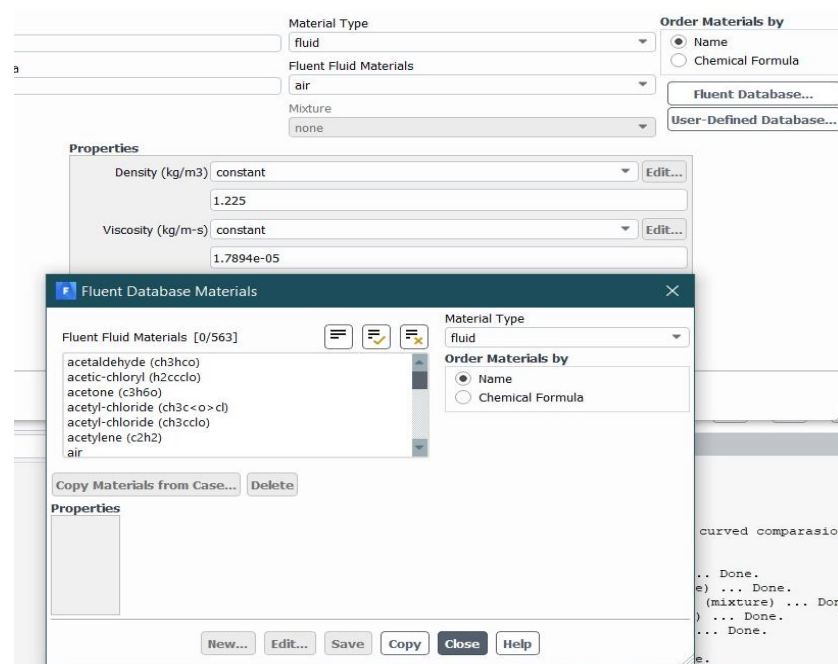 Material Type
fluid
Fluent Fluid Materials
air
Mixture
none
Order Materials by
Name
Chemical Formula
Fluent Database...
User-Defined Database...
a
Properties
Density (kg/m3) constant Edit...
1.225
Viscosity (kg/m-s) constant Edit...
1.7894e-05
F Fluent Database Materials
Fluent Fluid Materials [0/563]
acetaldehyde (ch3hco)
acetic-chloryl (h2ccclo)
acetone (c3h6o)
acetyl-chloride (ch3c<o>cl)
acetyl-chloride (ch3cclo)
acetylene (c2h2)
air
Material Type
fluid
Order Materials by
Name
Chemical Formula
Copy Materials from Case... Delete
Properties
New... Edit... Save Copy Close Help
curved comparasio
.. Done.
e) ... Done.
(mixture) ... Don
) ... Done.
... Done.
e.